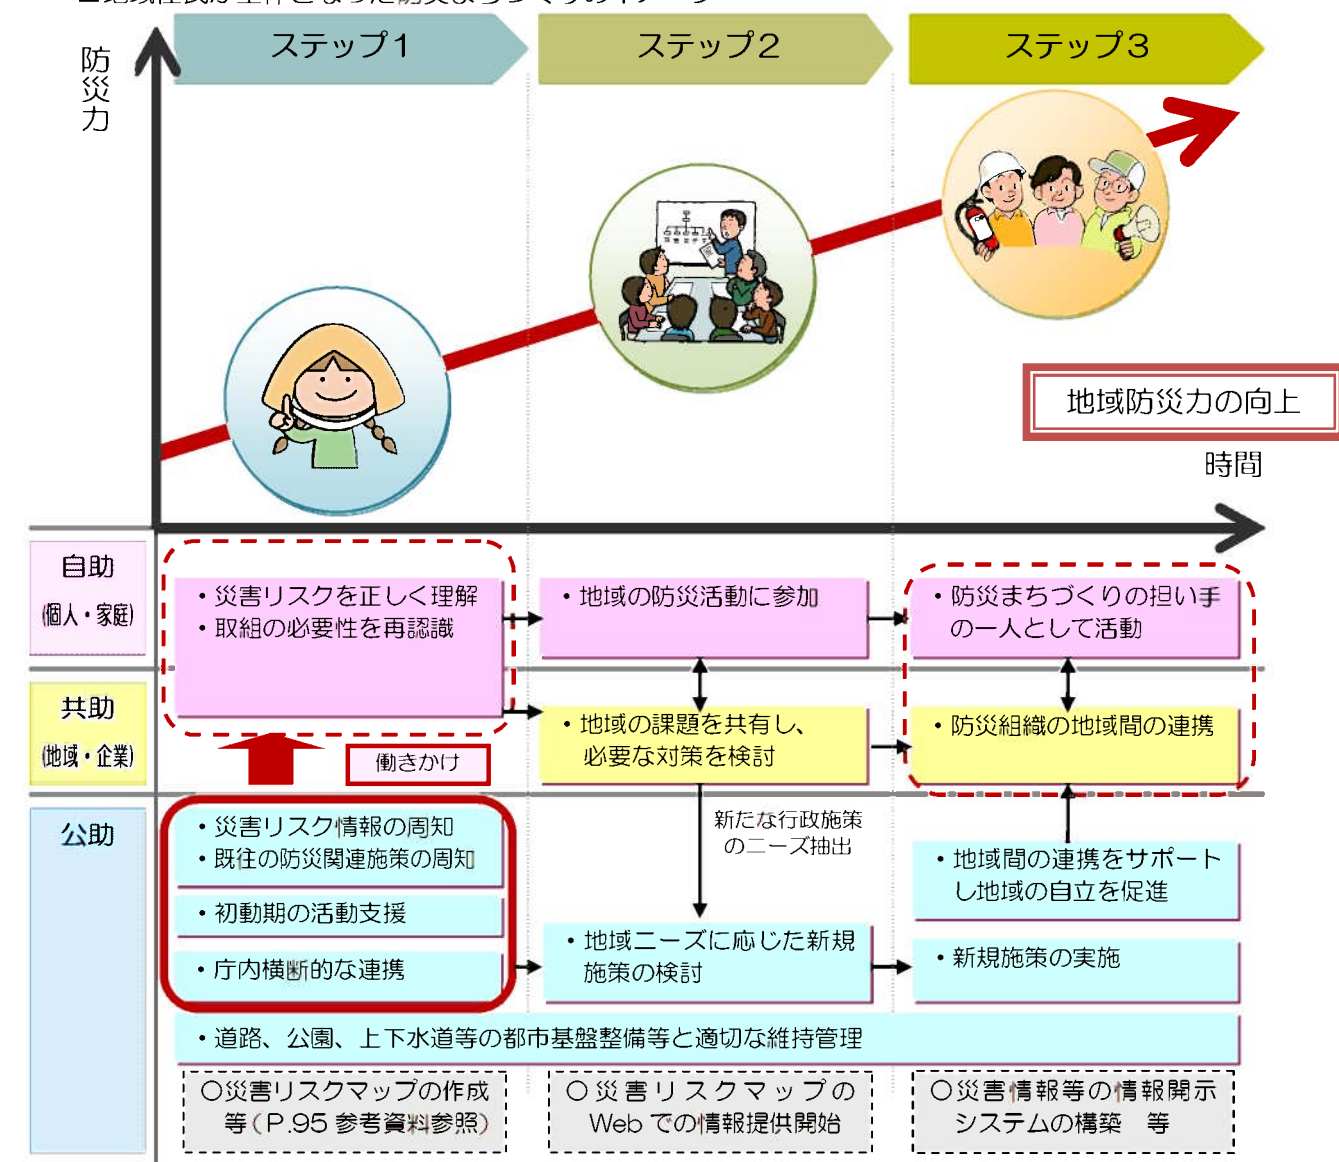 防災力
ステップ1
ステップ2
ステップ3
地域防災力の向上
時間
自助
(個人・家庭)
・災害リスクを正しく理解
・取組の必要性を再認識
・地域の防災活動に参加
・防災まちづくりの担い手
の一人として活動
共助
(地域・企業)
・地域の課題を共有し、
必要な対策を検討
・防災組織の地域間の連携
働きかけ
公助
・災害リスク情報の周知
・既往の防災関連施策の周知
・初動期の活動支援
・庁内横断的な連携
新たな行政施策
のニーズ抽出
・地域ニーズに応じた新規
施策の検討
・地域間の連携をサポート
し地域の自立を促進
・新規施策の実施
・道路、公園、上下水道等の都市基盤整備等と適切な維持管理
○災害リスクマップの作成
等(P.95 参考資料参照)
○災害リスクマップの
Web での情報提供開始
○災害情報等の情報開示
システムの構築 等